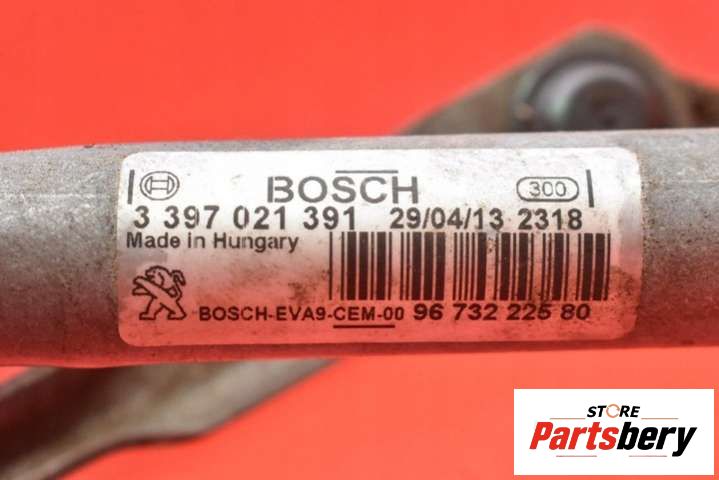 BOSCH 300
3 397 021 391 29/04/13 2318
Made in Hungary
BOSCH-EVA9-CEM-00 96 732 225 80
STORE
Partsbery